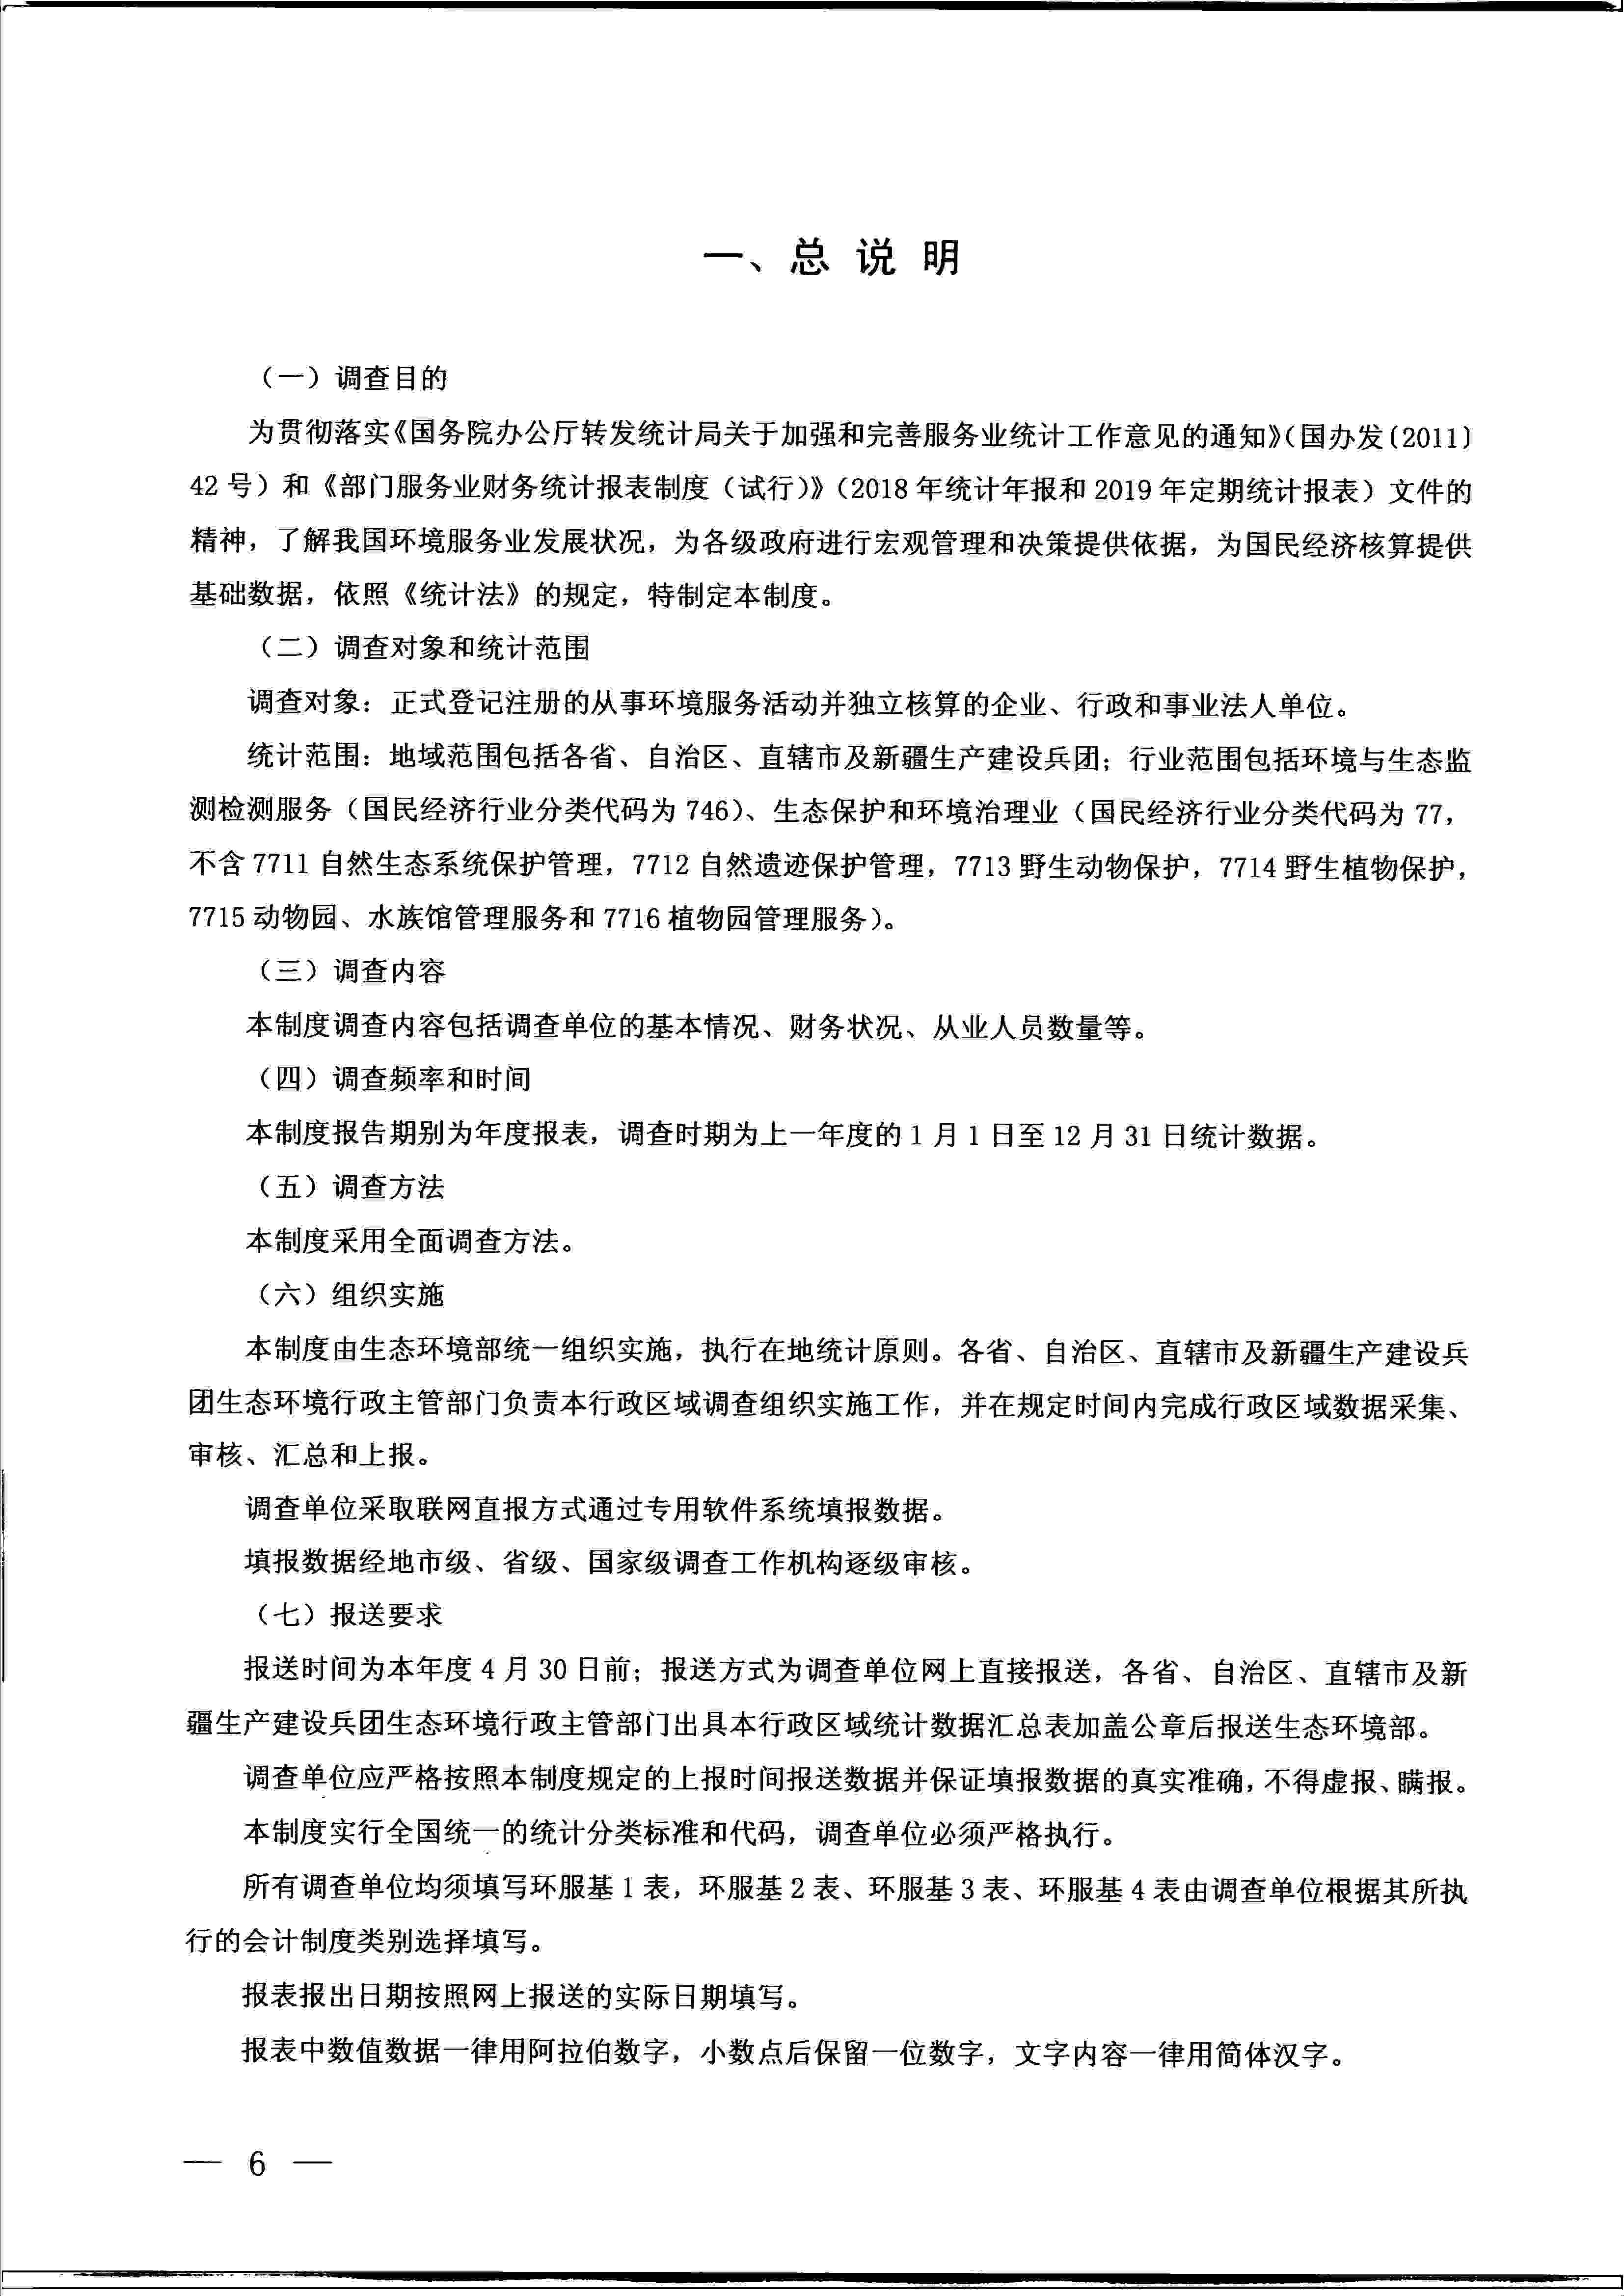 一、总 说 明
（一）调查目的
为贯彻落实《国务院办公厅转发统计局关于加强和完善服务业统计工作意见的通知》（国办发〔2011〕
42 号）和《部门服务业财务统计报表制度（试行）》（2018 年统计年报和 2019 年定期统计报表）文件的
精神，了解我国环境服务业发展状况，为各级政府进行宏观管理和决策提供依据，为国民经济核算提供
基础数据，依照《统计法》的规定，特制定本制度。
（二）调查对象和统计范围
调查对象：正式登记注册的从事环境服务活动并独立核算的企业、行政和事业法人单位。
统计范围：地域范围包括各省、自治区、直辖市及新疆生产建设兵团；行业范围包括环境与生态监
测检测服务（国民经济行业分类代码为 746）、生态保护和环境治理业（国民经济行业分类代码为 77，
不含 7711 自然生态系统保护管理，7712 自然遗迹保护管理，7713 野生动物保护，7714 野生植物保护，
7715 动物园、水族馆管理服务和 7716 植物园管理服务）。
（三）调查内容
本制度调查内容包括调查单位的基本情况、财务状况、从业人员数量等。
（四）调查频率和时间
本制度报告期别为年度报表，调查时期为上一年度的 1 月 1 日至 12 月 31 日统计数据。
（五）调查方法
本制度采用全面调查方法。
（六）组织实施
本制度由生态环境部统一组织实施，执行在地统计原则。各省、自治区、直辖市及新疆生产建设兵
团生态环境行政主管部门负责本行政区域调查组织实施工作，并在规定时间内完成行政区域数据采集、
审核、汇总和上报。
调查单位采取联网直报方式通过专用软件系统填报数据。
填报数据经地市级、省级、国家级调查工作机构逐级审核。
（七）报送要求
报送时间为本年度 4 月 30 日前；报送方式为调查单位网上直接报送，各省、自治区、直辖市及新
疆生产建设兵团生态环境行政主管部门出具本行政区域统计数据汇总表加盖公章后报送生态环境部。
调查单位应严格按照本制度规定的上报时间报送数据并保证填报数据的真实准确，不得虚报、瞒报。
本制度实行全国统一的统计分类标准和代码，调查单位必须严格执行。
所有调查单位均须填写环服基 1 表，环服基 2 表、环服基 3 表、环服基 4 表由调查单位根据其所执
行的会计制度类别选择填写。
报表报出日期按照网上报送的实际日期填写。
报表中数值数据一律用阿拉伯数字，小数点后保留一位数字，文字内容一律用简体汉字。
— 6 —